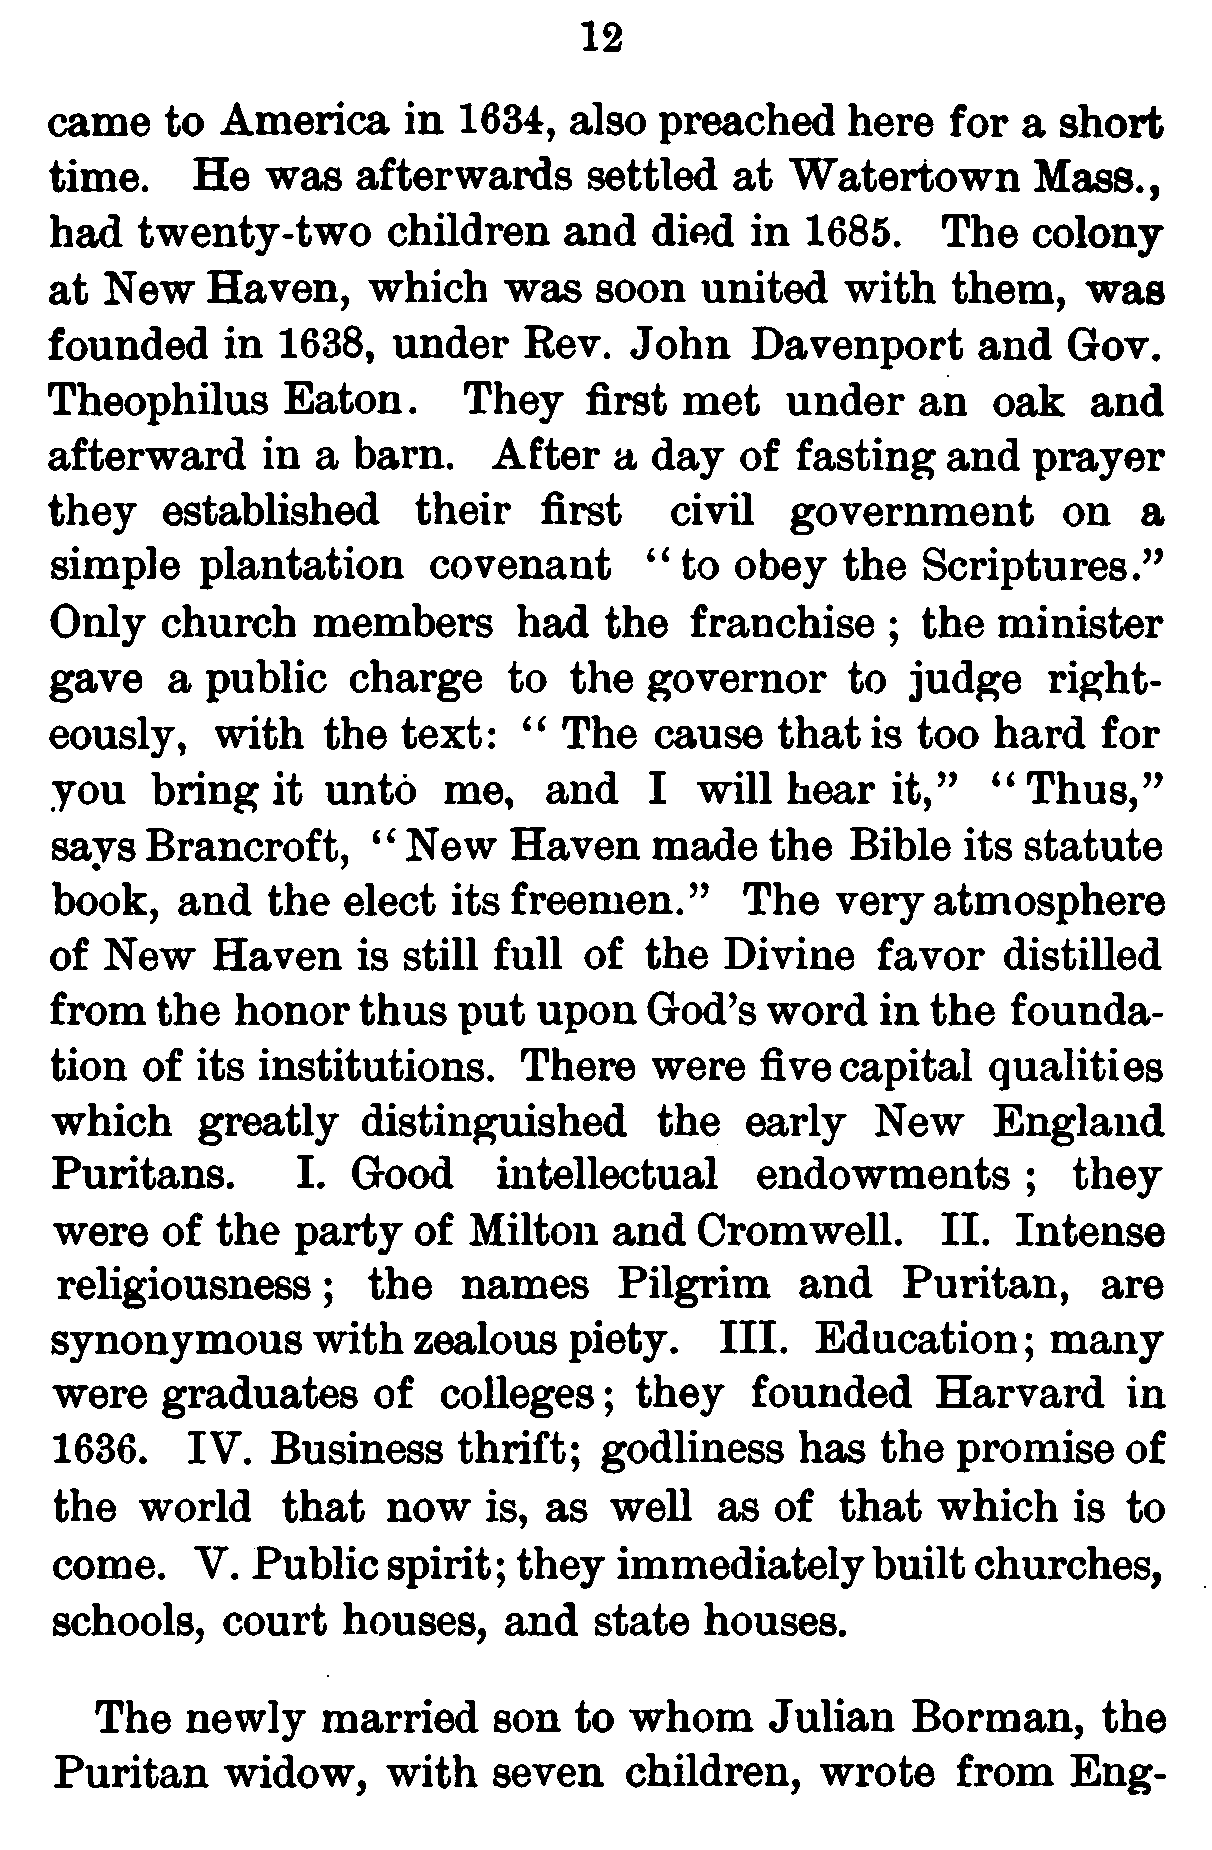 12
came to America in 1634, also preached here for a short
time. He was afterwards settled at Watertown Mass.,
had twenty-two children and died in 1685. The colony
at New Haven, which was soon united with them, was
founded in 1638, under Rev. John Davenport and Gov.
Theophilus Eaton. They first met under an oak and
afterward in a barn. After a day of fasting and prayer
they established their first civil government on a
simple plantation covenant “to obey the Scriptures.”
Only church members had the franchise ; the minister
gave a public charge to the governor to judge right-
eously, with the text: “ The cause that is too hard for
you bring it unto me, and I will hear it,” “ Thus,”
says Brancroft, “ New Haven made the Bible its statute
book, and the elect its freemen.” The very atmosphere
of New Haven is still full of the Divine favor distilled
from the honor thus put upon God’s word in the founda-
tion of its institutions. There were five capital qualities
which greatly distinguished the early New England
Puritans. I. Good intellectual endowments ; they
were of the party of Milton and Cromwell. II. Intense
religiousness ; the names Pilgrim and Puritan, are
synonymous with zealous piety. III. Education; many
were graduates of colleges; they founded Harvard in
1636. IV. Business thrift; godliness has the promise of
the world that now is, as well as of that which is to
come. V. Public spirit; they immediately built churches,
schools, court houses, and state houses.
The newly married son to whom Julian Borman, the
Puritan widow, with seven children, wrote from Eng-